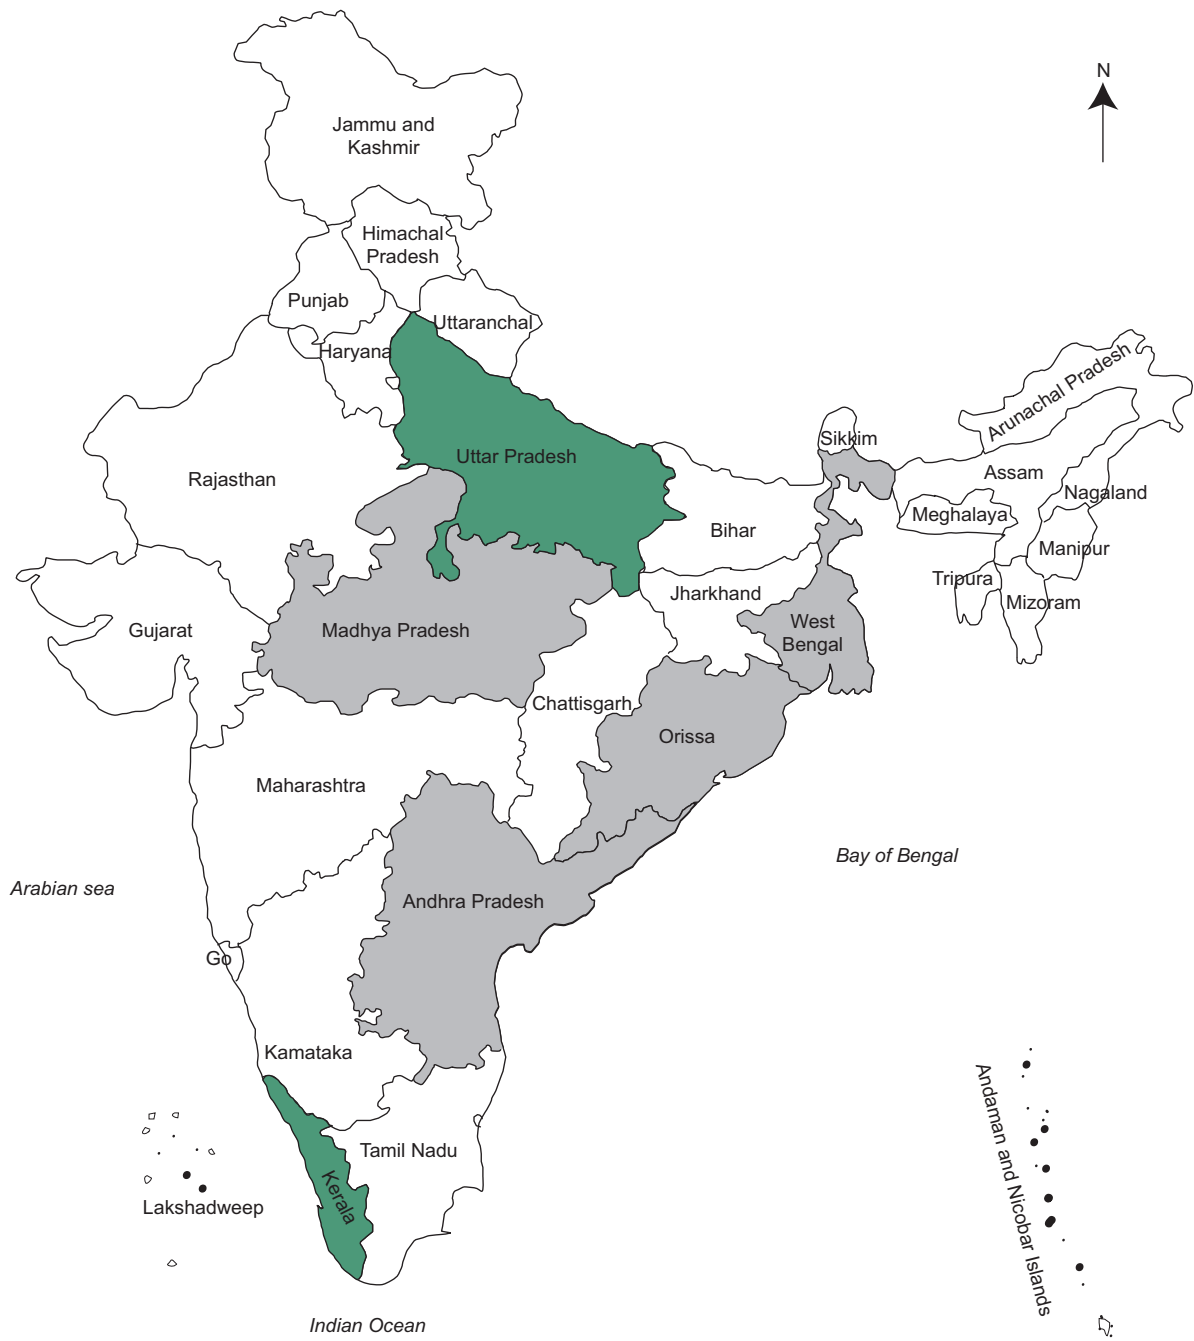 N
Jammu and
Kashmir
Himachal
Pradesh
Punjab
Uttaranchal
Haryana
Arunachal Pradesh
Sikkim
Uttar Pradesh
Rajasthan
Assam
Nagaland
Meghalaya
Bihar
Manipur
Tripura
Jharkhand
Mizoram
Gujarat
Madhya Pradesh
West
Bengal
Chattisgarh
Orissa
Maharashtra
Bay of Bengal
Arabian sea
Andhra Pradesh
Go
Kamataka
Tamil Nadu
Kerala
Lakshadweep
Andaman and Nicobar Islands
Indian Ocean